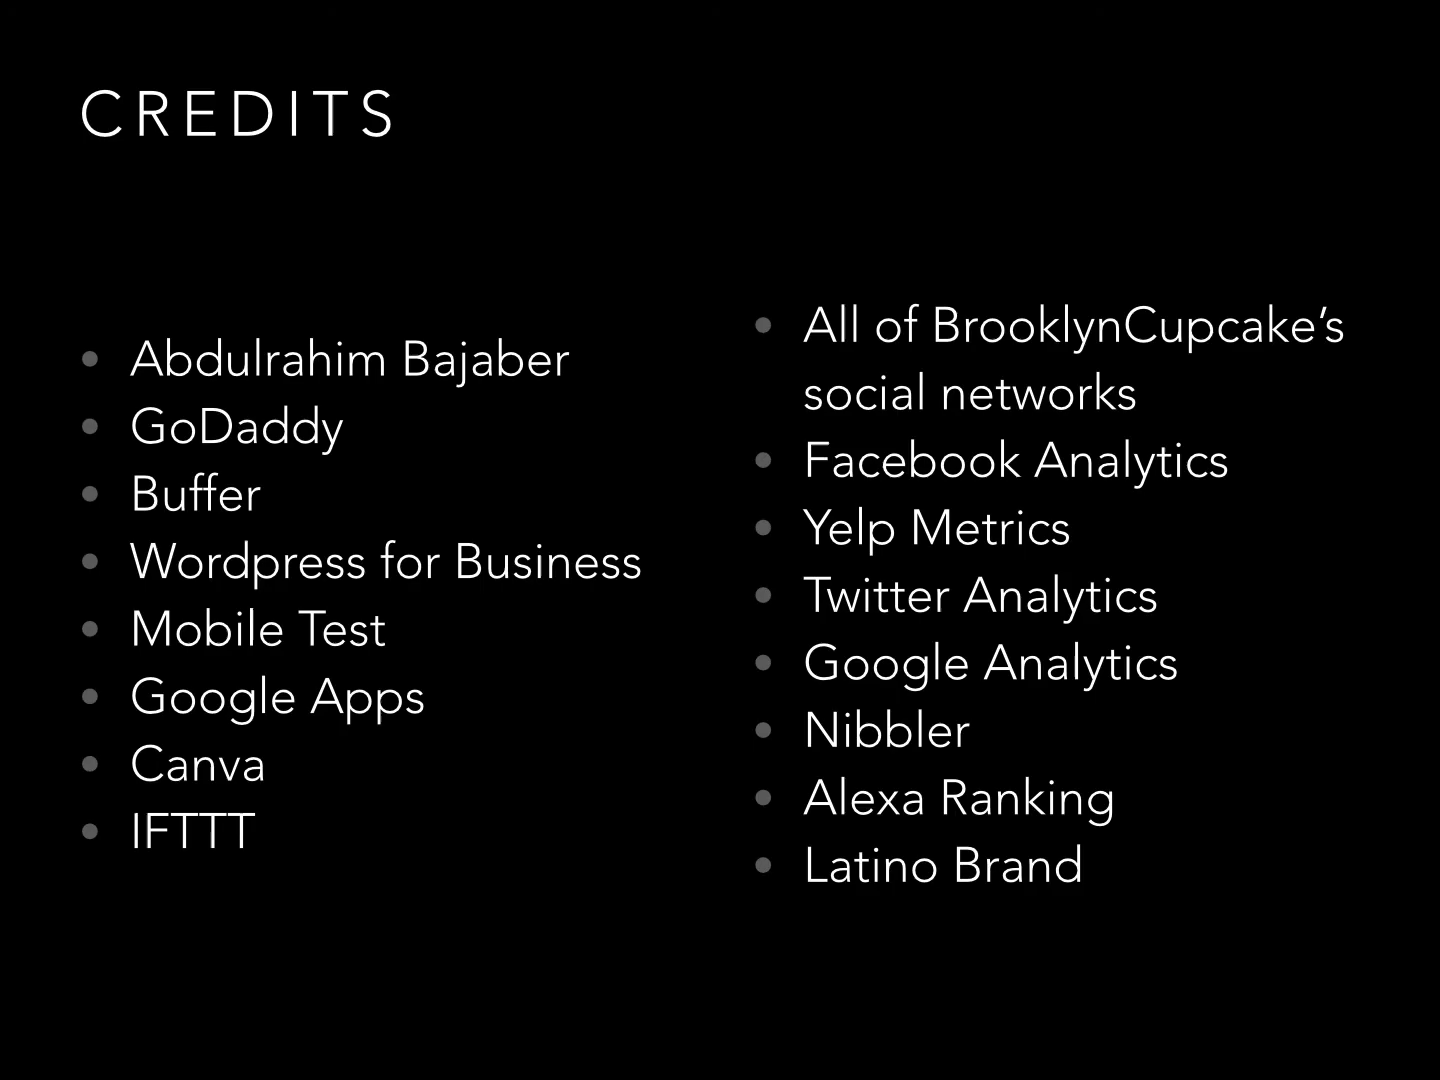 CREDITS
• Abdulrahim Bajaber
• GoDaddy
• Buffer
• Wordpress for Business
• Mobile Test
• Google Apps
• Canva
• IFTTT
• All of BrooklynCupcake’s
social networks
• Facebook Analytics
• Yelp Metrics
• Twitter Analytics
• Google Analytics
• Nibbler
• Alexa Ranking
• Latino Brand